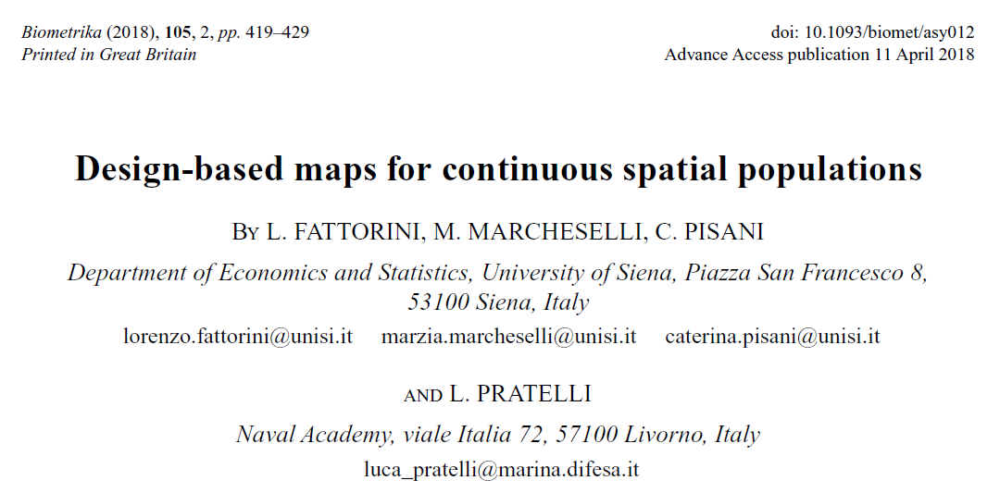 Biometrika (2018), 105, 2, pp. 419–429
doi: 10.1093/biomet/asy012
Printed in Great Britain
Advance Access publication 11 April 2018
Design-based maps for continuous spatial populations
By L. FATTORINI, M. MARCHESELLI, C. PISANI
Department of Economics and Statistics, University of Siena, Piazza San Francesco 8,
53100 Siena, Italy
lorenzo.fattorini@unisi.it marzia.marcheselli@unisi.it caterina.pisani@unisi.it
AND L. PRATELLI
Naval Academy, viale Italia 72, 57100 Livorno, Italy
luca_pratelli@marina.difesa.it